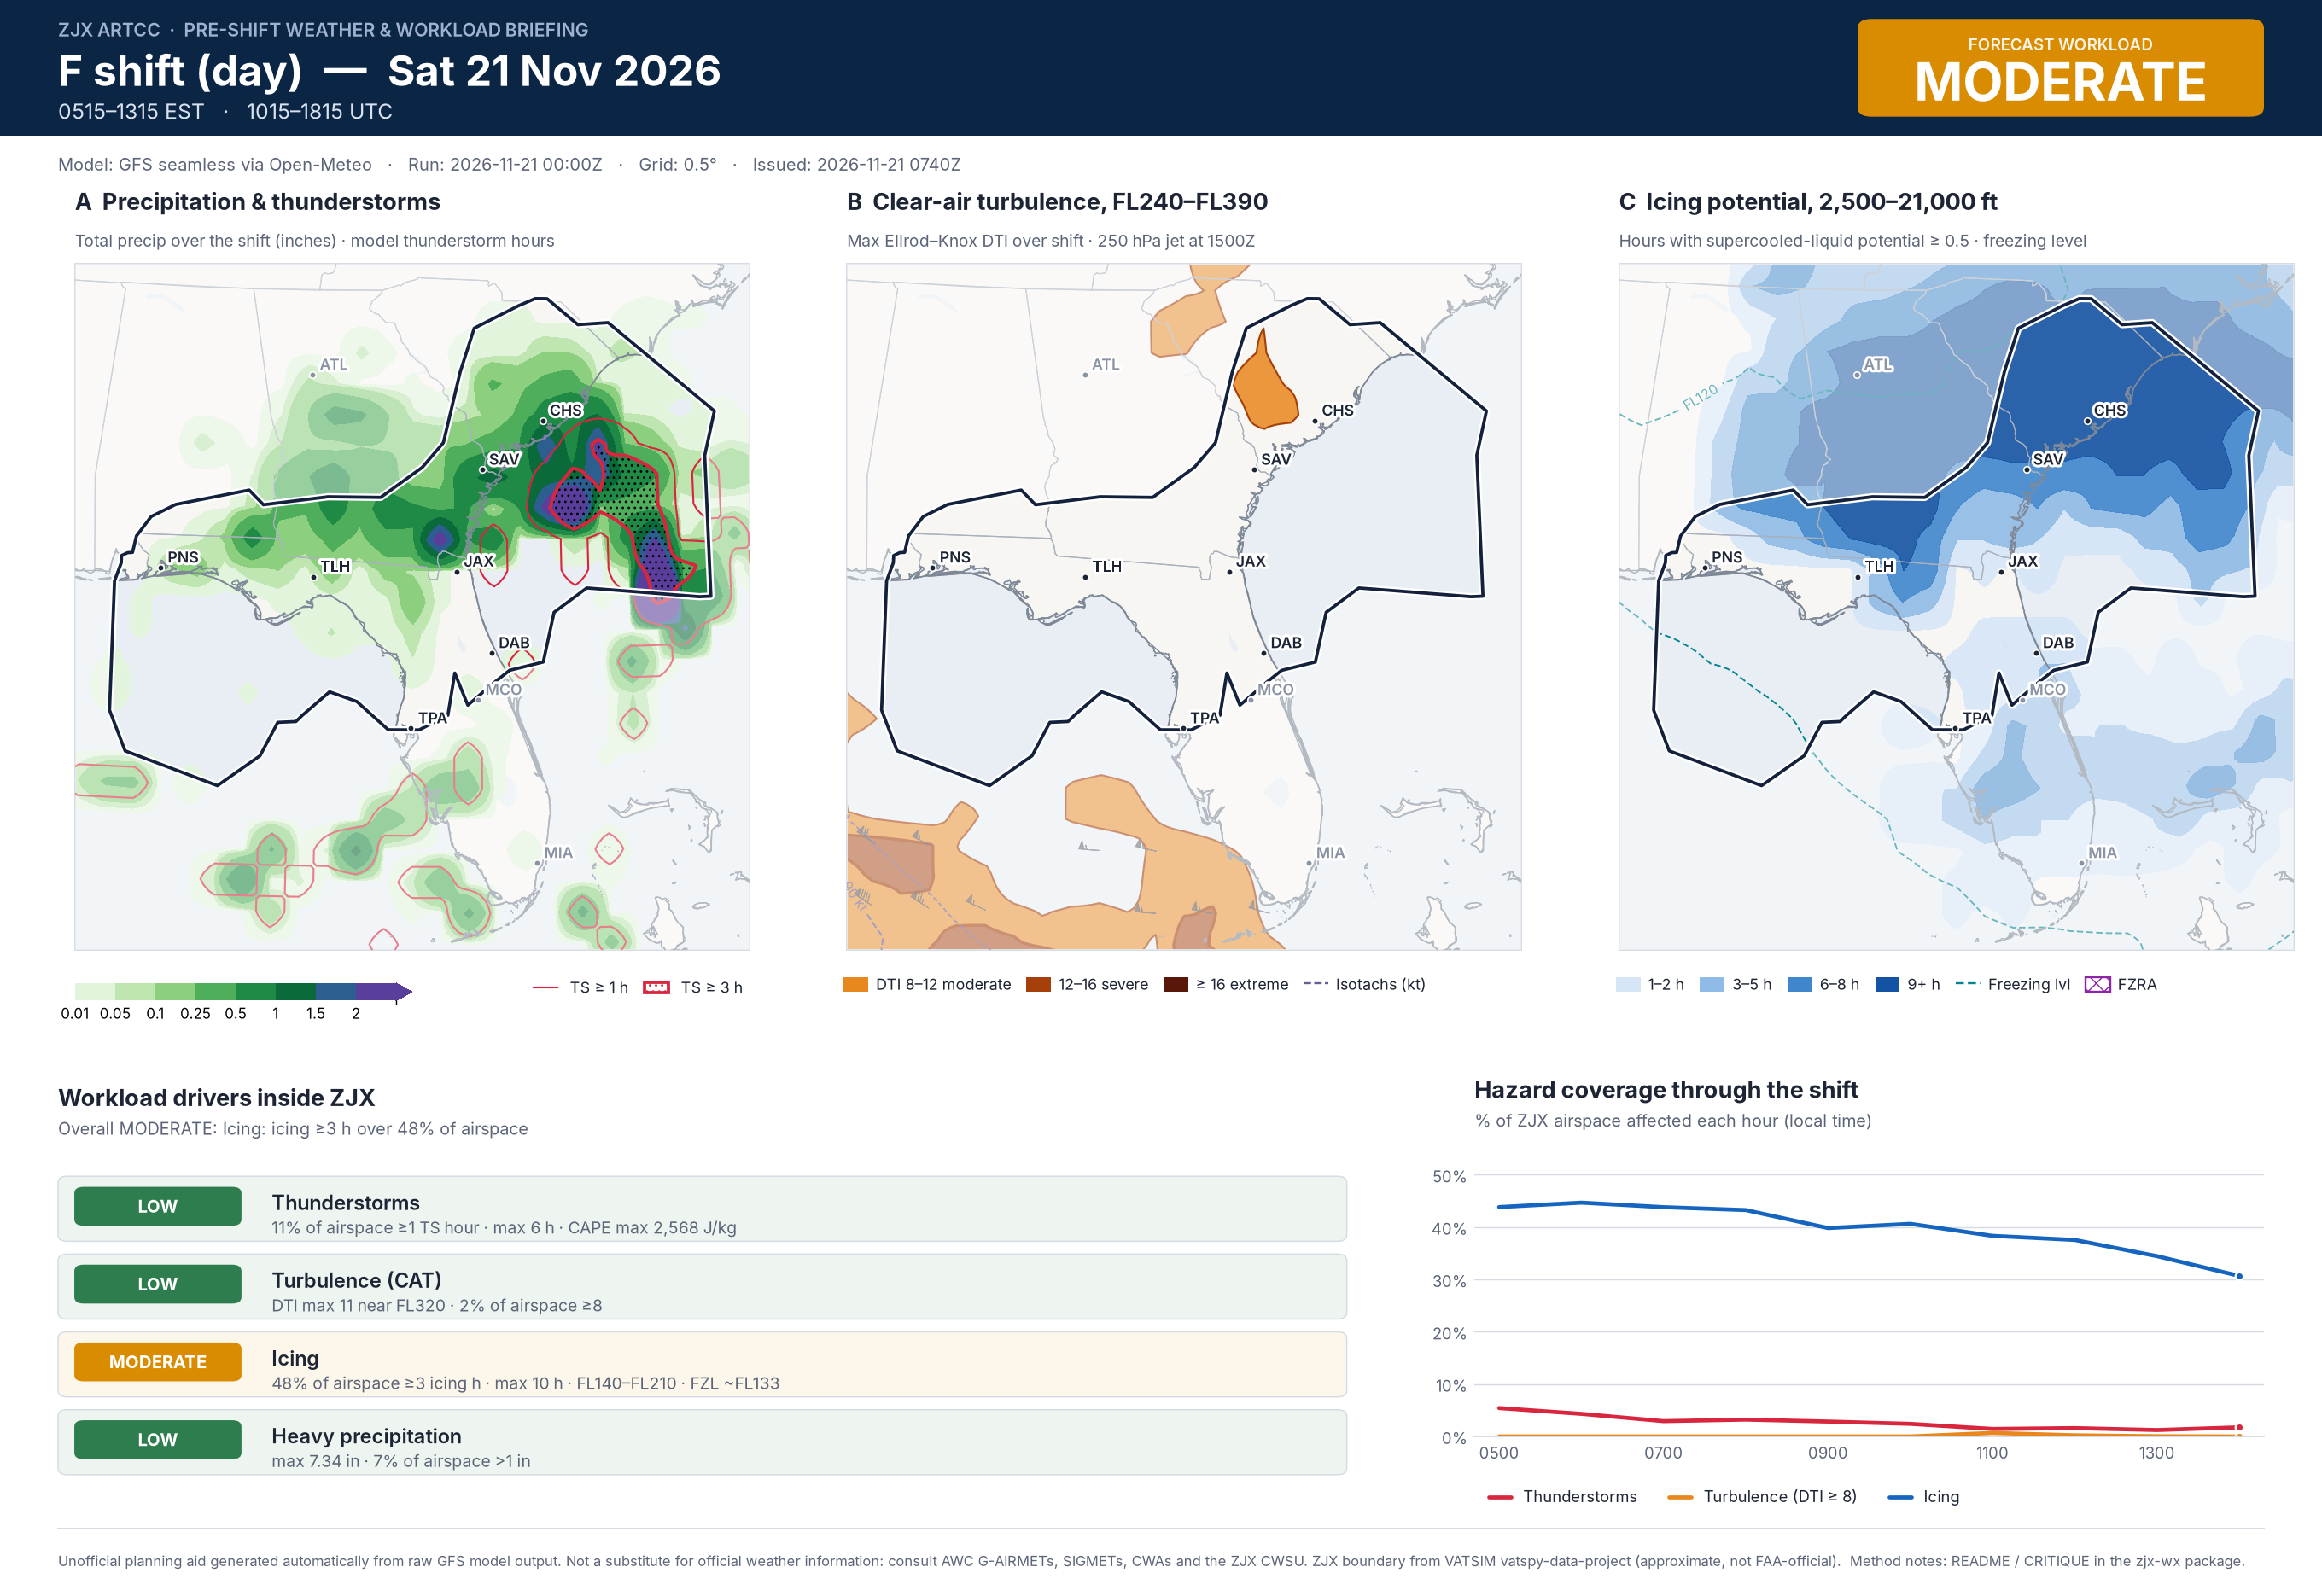 ZJX ARTCC · PRE-SHIFT WEATHER & WORKLOAD BRIEFING
F shift (day) — Sat 21 Nov 2026
0515–1315 EST · 1015–1815 UTC
FORECAST WORKLOAD
MODERATE
Model: GFS seamless via Open-Meteo · Run: 2026-11-21 00:00Z · Grid: 0.5° · Issued: 2026-11-21 0740Z
A Precipitation & thunderstorms
Total precip over the shift (inches) · model thunderstorm hours
ATL
CHS
SAV
PNS
TLH
JAX
DAB
MCO
TPA
MIA
0.01 0.05 0.1 0.25 0.5 1 1.5 2
TS ≥ 1 h
TS ≥ 3 h
B Clear-air turbulence, FL240–FL390
Max Ellrod–Knox DTI over shift · 250 hPa jet at 1500Z
ATL
CHS
SAV
PNS
TLH
JAX
DAB
MCO
TPA
MIA
90 kt
DTI 8–12 moderate
12–16 severe
≥ 16 extreme
Isotachs (kt)
C Icing potential, 2,500–21,000 ft
Hours with supercooled-liquid potential ≥ 0.5 · freezing level
FL120
ATL
CHS
SAV
PNS
TLH
JAX
DAB
MCO
TPA
MIA
1–2 h
3–5 h
6–8 h
9+ h
Freezing lvl
FZRA
Workload drivers inside ZJX
Overall MODERATE: Icing: icing ≥3 h over 48% of airspace
LOW
Thunderstorms
11% of airspace ≥1 TS hour · max 6 h · CAPE max 2,568 J/kg
LOW
Turbulence (CAT)
DTI max 11 near FL320 · 2% of airspace ≥8
MODERATE
Icing
48% of airspace ≥3 icing h · max 10 h · FL140–FL210 · FZL ~FL133
LOW
Heavy precipitation
max 7.34 in · 7% of airspace >1 in
Hazard coverage through the shift
% of ZJX airspace affected each hour (local time)
50%
40%
30%
20%
10%
0%
0500 0700 0900 1100 1300
Thunderstorms
Turbulence (DTI ≥ 8)
Icing
Unofficial planning aid generated automatically from raw GFS model output. Not a substitute for official weather information: consult AWC G-AIRMETs, SIGMETs, CWAs and the ZJX CWSU. ZJX boundary from VATSIM vatspy-data-project (approximate, not FAA-official). Method notes: README / CRITIQUE in the zjx-wx package.